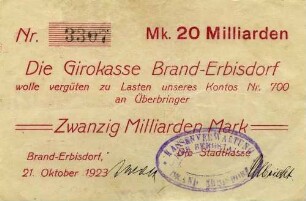 Nr. 3307 Mk. 20 Milliarden
Die Girokasse Brand-Erbisdorf
wolle vergüten zu Lasten unseres Kontos Nr. 700
an Überbringer
Zwanzig Milliarden Mark
Brand-Erbisdorf, Die Stadtkasse
21. Oktober 1923
KASSENVERWALTUNG